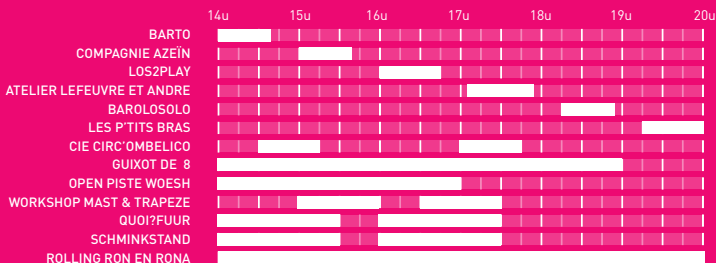 14u 15u 16u 17u 18u 19u 20u
BARTO
COMPAGNIE AZEÏN
LOS2PLAY
ATELIER LEFEUVRE ET ANDRE
BAROLOSOLO
LES P'TITS BRAS
CIE CIRC'OMBELICO
GUIXOT DE 8
OPEN PISTE WOESH
WORKSHOP MAST & TRAPEZE
QUOI?FUUR
SCHMINKSTAND
ROLLING RON EN RONA